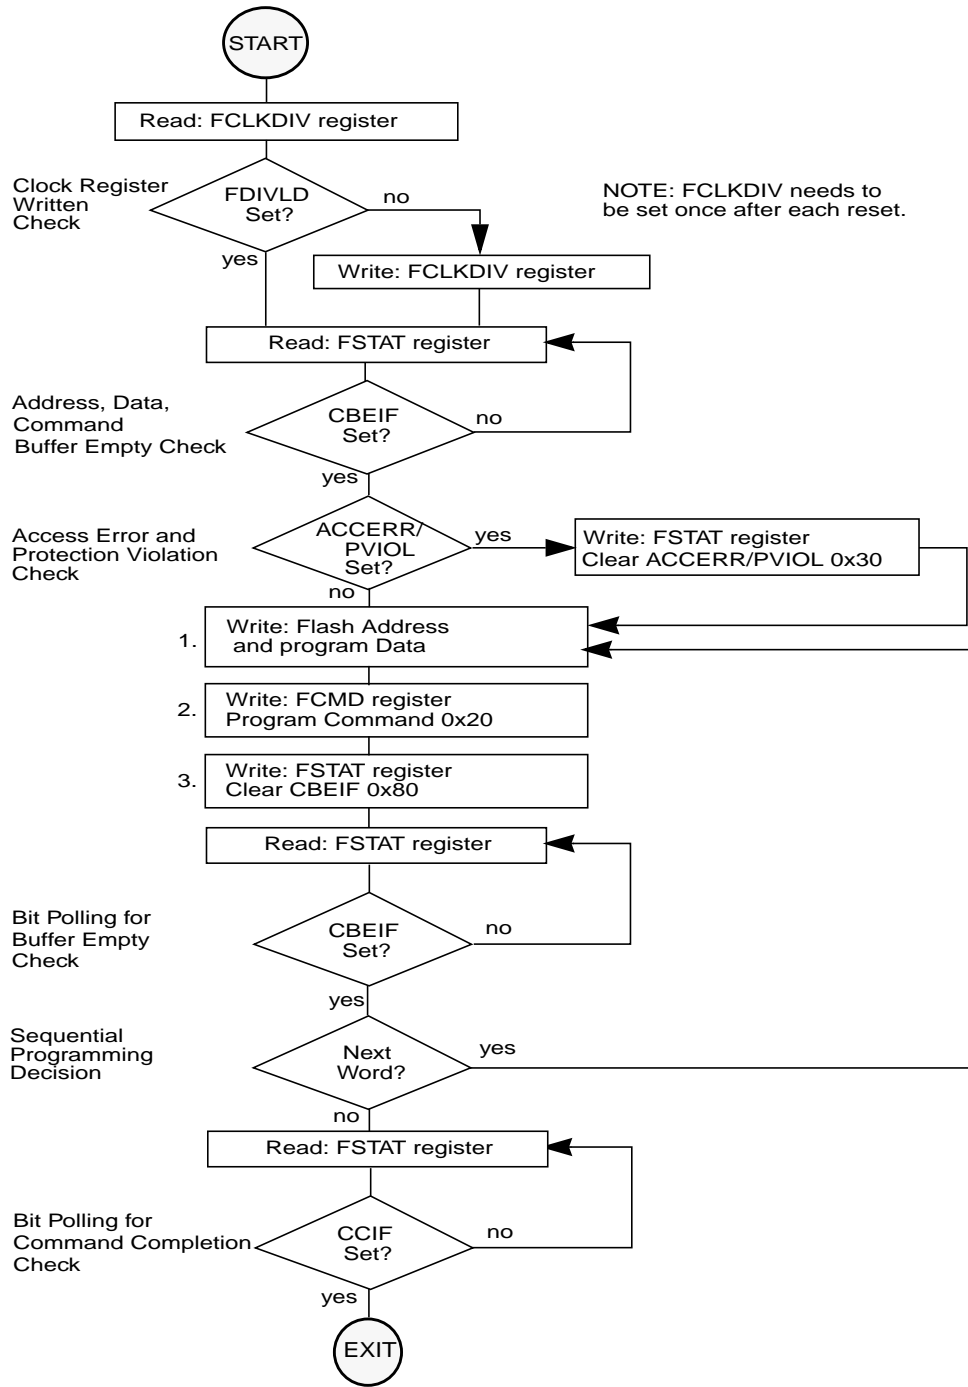 START
Read: FCLKDIV register
Clock Register
Written
Check
FDIVLD
Set?
no
yes
NOTE: FCLKDIV needs to
be set once after each reset.
Write: FCLKDIV register
Read: FSTAT register
Address, Data,
Command
Buffer Empty Check
CBEIF
Set?
no
yes
Access Error and
Protection Violation
Check
ACCERR/
PVIOL
Set?
yes
no
Write: FSTAT register
Clear ACCERR/PVIOL 0x30
1.
Write: Flash Address
and program Data
2.
Write: FCMD register
Program Command 0x20
3.
Write: FSTAT register
Clear CBEIF 0x80
Read: FSTAT register
Bit Polling for
Buffer Empty
Check
CBEIF
Set?
no
yes
Sequential
Programming
Decision
Next
Word?
yes
no
Read: FSTAT register
Bit Polling for
Command Completion
Check
CCIF
Set?
no
yes
EXIT